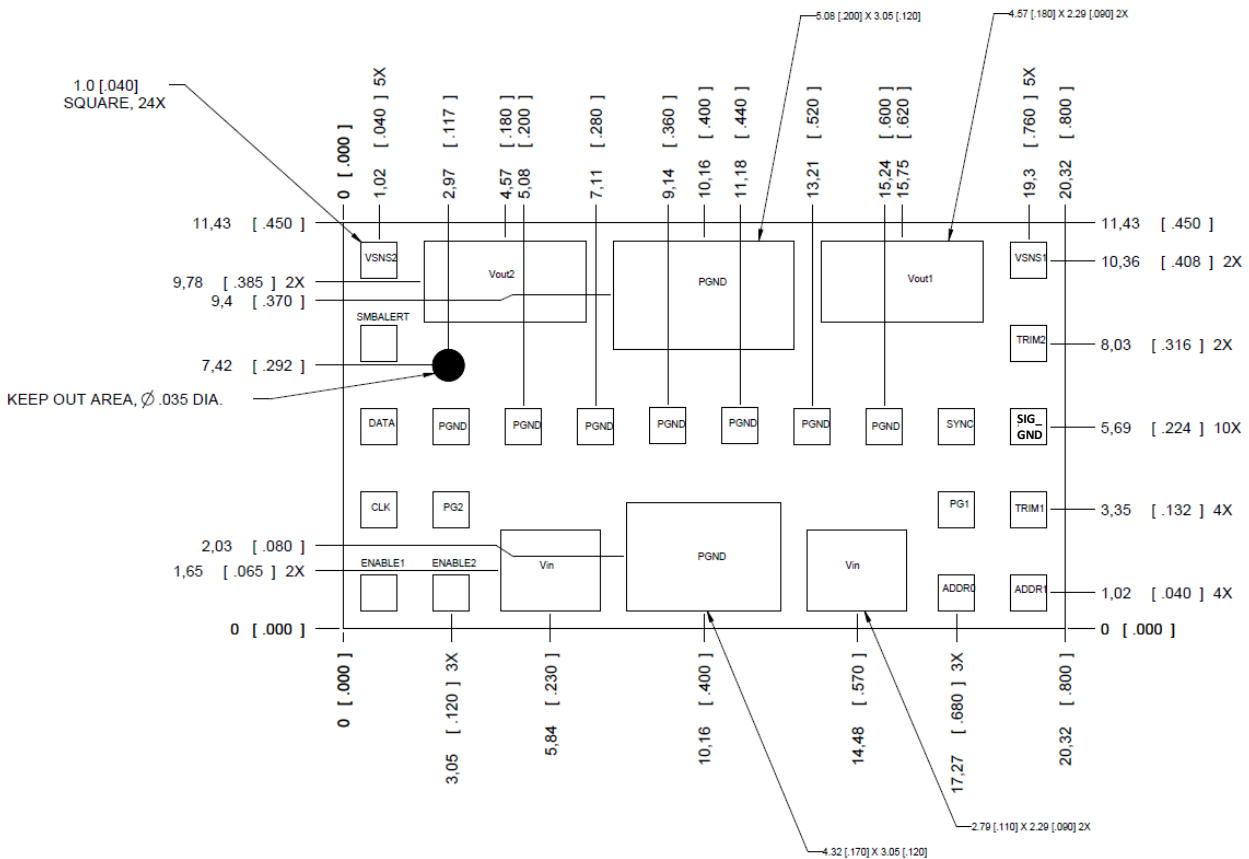 5.08 [.200] X 3.05 [.120]
4.57 [.180] X 2.29 [.090] 2X
1.0 [.040]
SQUARE, 24X
0 [.000 ]
1,02 [.040 ] 5X
2,97 [.117 ]
4,57 [.180 ]
5,08 [.200 ]
7,11 [.280 ]
9,14 [.360 ]
10,16 [.400 ]
11,18 [.440 ]
13,21 [.520 ]
15,24 [.600 ]
15,75 [.620 ]
19,3 [.760 ] 5X
20,32 [.800 ]
11,43 [ .450 ]
11,43 [ .450 ]
VSNS2
Vout2
PGND
Vout1
VSNS1
10,36 [ .408 ] 2X
9,78 [ .385 ] 2X
9,4 [ .370 ]
SMBALERT
TRIM2
8,03 [ .316 ] 2X
7,42 [ .292 ]
KEEP OUT AREA, Ø .035 DIA.
DATA
PGND
PGND
PGND
PGND
PGND
PGND
PGND
SYNC
SIG_
GND
5,69 [ .224 ] 10X
CLK
PG2
PG1
TRIM1
3,35 [ .132 ] 4X
2,03 [ .080 ]
1,65 [ .065 ] 2X
ENABLE1
ENABLE2
Vin
PGND
Vin
ADDR0
ADDR1
1,02 [ .040 ] 4X
0 [ .000 ]
0 [ .000 ]
0 [ .000 ]
3,05 [ .120 ] 3X
5,84 [ .230 ]
10,16 [ .400 ]
14,48 [ .570 ]
17,27 [ .680 ] 3X
20,32 [ .800 ]
2.79 [.110] X 2.29 [.090] 2X
4.32 [.170] X 3.05 [.120]